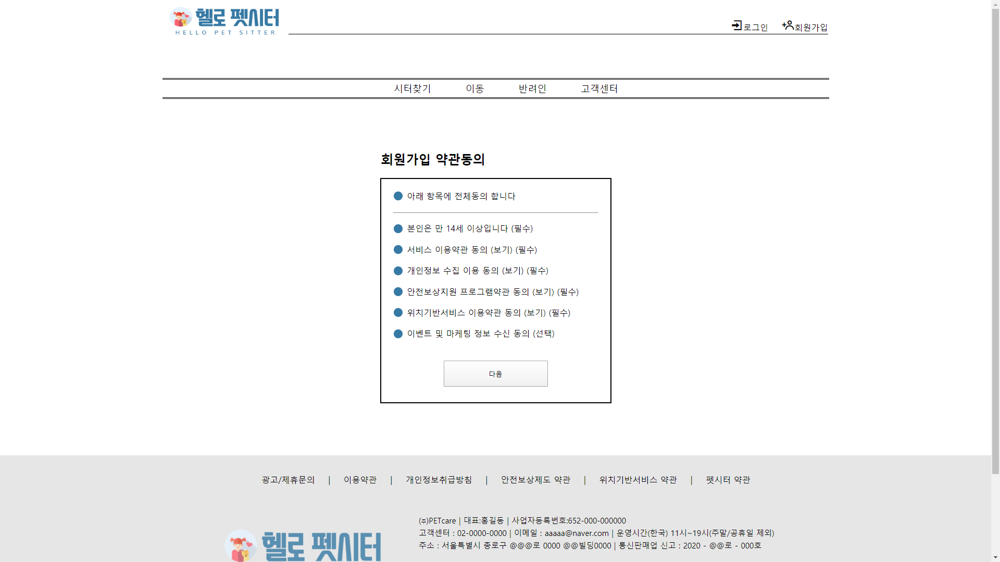 헬로 펫시터
HELLO PET SITTER
로그인 회원가입
시터찾기 이동 반려인 고객센터
회원가입 약관동의
아래 항목에 전체동의 합니다
본인은 만 14세 이상입니다 (필수)
서비스 이용약관 동의 (보기) (필수)
개인정보 수집 이용 동의 (보기) (필수)
안전보상지원 프로그램약관 동의 (보기) (필수)
위치기반서비스 이용약관 동의 (보기) (필수)
이벤트 및 마케팅 정보 수신 동의 (선택)
다음
광고/제휴문의 | 이용약관 | 개인정보취급방침 | 안전보상제도 약관 | 위치기반서비스 약관 | 펫시터 약관
㈜PETcare | 대표:홍길동 | 사업자등록번호:652-000-000000
고객센터 : 02-0000-0000 | 이메일 : aaaaa@naver.com | 운영시간(한국) 11시~19시(주말/공휴일 제외)
주소 : 서울특별시 종로구 @@@로 0000 @@빌딩0000 | 통신판매업 신고 : 2020 - @@로 - 000호
헬로 펫시터